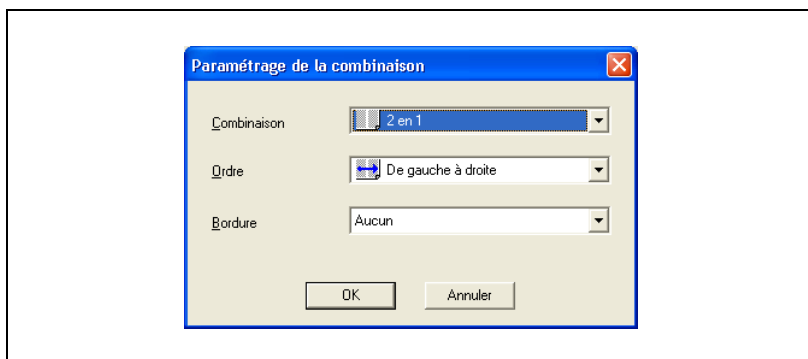 Paramétrage de la combinaison
Combinaison 2 en 1
Ordre De gauche à droite
Bordure Aucun
OK Annuler